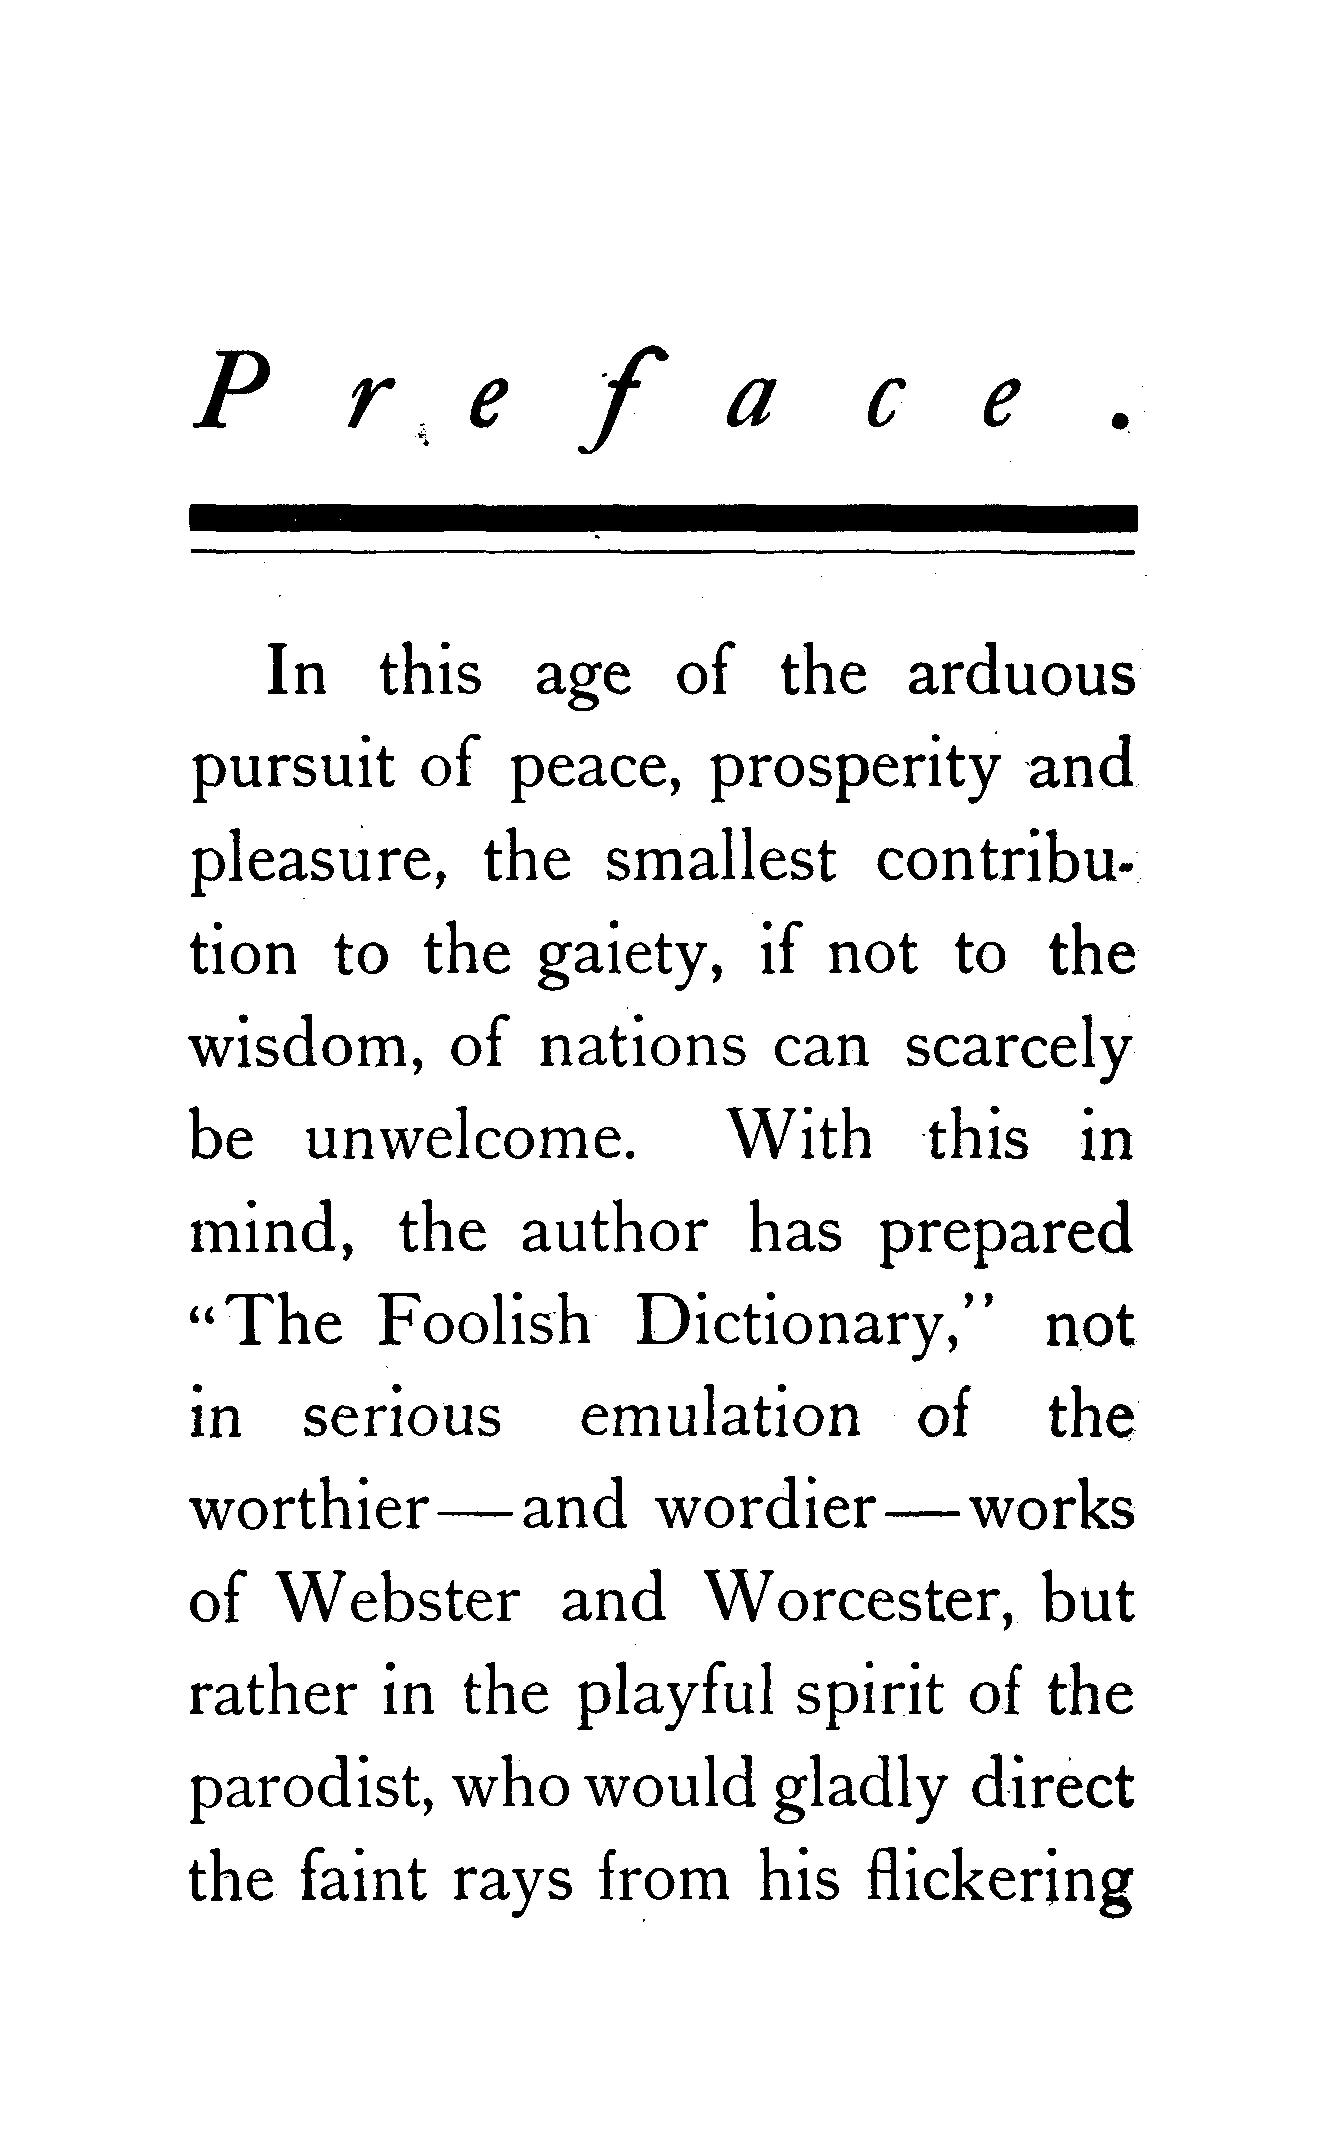 Preface.
In this age of the arduous
pursuit of peace, prosperity and
pleasure, the smallest contribu-
tion to the gaiety, if not to the
wisdom, of nations can scarcely
be unwelcome. With this in
mind, the author has prepared
“The Foolish Dictionary,” not
in serious emulation of the
worthier—and wordier—works
of Webster and Worcester, but
rather in the playful spirit of the
parodist, who would gladly direct
the faint rays from his flickering